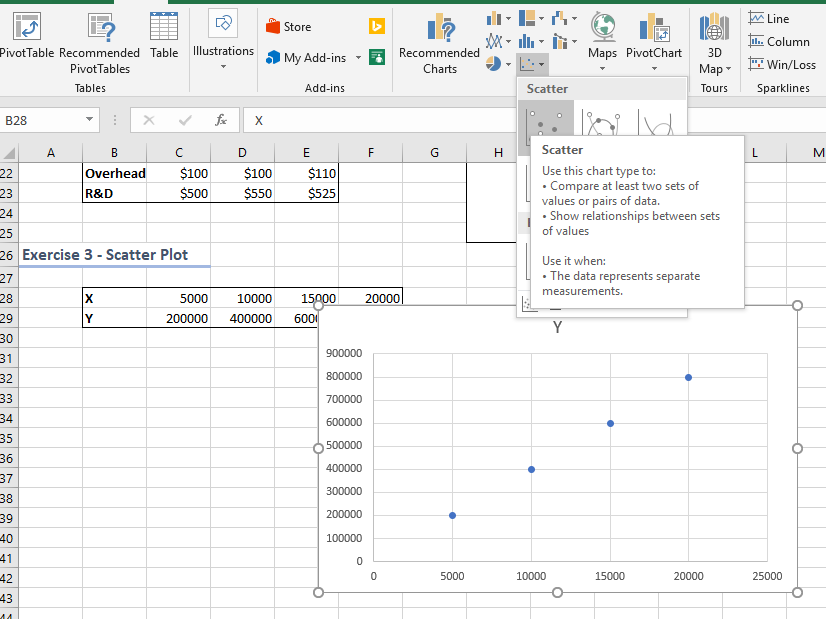 PivotTable
Recommended
PivotTables
Table
Tables
Illustrations
Store
My Add-ins
Add-ins
Recommended
Charts
Maps
PivotChart
3D
Map
Tours
Line
Column
Win/Loss
Sparklines
B28
fx
X
Scatter
Scatter
Use this chart type to:
• Compare at least two sets of
values or pairs of data.
• Show relationships between sets
of values
Use it when:
• The data represents separate
measurements.
A B C D E F G H L M
22 Overhead $100 $100 $110
23 R&D $500 $550 $525
24
25
26 Exercise 3 - Scatter Plot
27
28 X 5000 10000 15000 20000
29 Y 200000 400000
30
31
32
33
34
35
36
37
38
39
40
41
42
43
44
Y
900000
800000
700000
600000
500000
400000
300000
200000
100000
0
0 5000 10000 15000 20000 25000